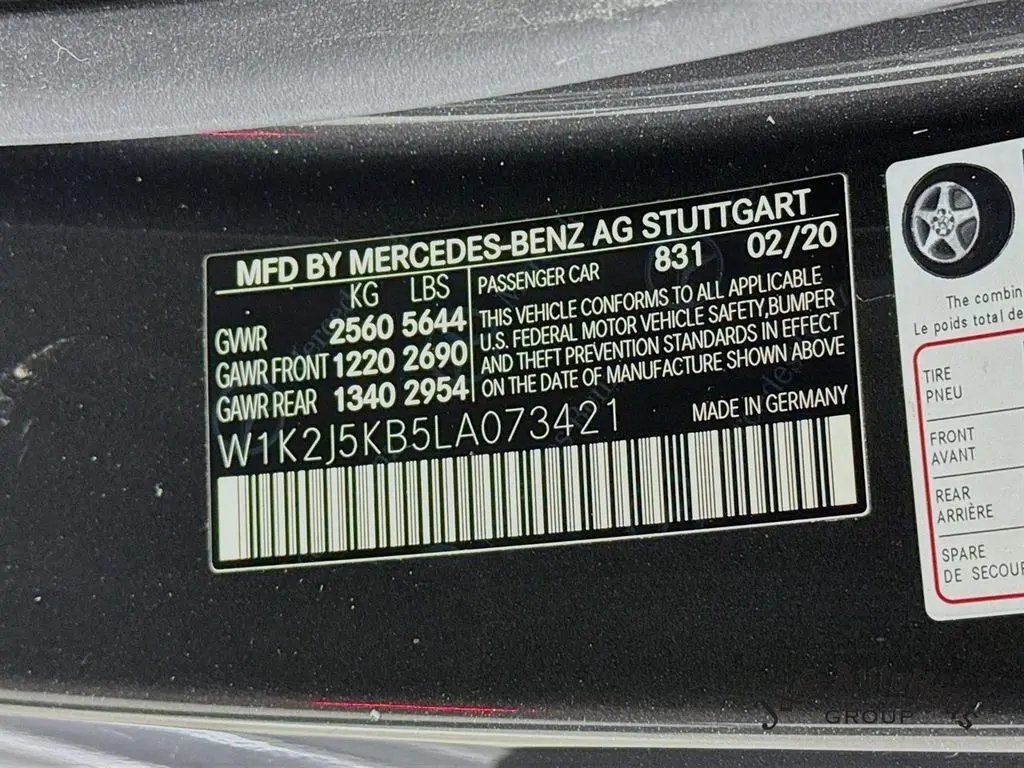 MFD BY MERCEDES-BENZ AG STUTTGART
KG LBS
GVWR 2560 5644
GAWR FRONT 1220 2690
GAWR REAR 1340 2954
PASSENGER CAR 831 02/20
THIS VEHICLE CONFORMS TO ALL APPLICABLE
U.S. FEDERAL MOTOR VEHICLE SAFETY,BUMPER
AND THEFT PREVENTION STANDARDS IN EFFECT
ON THE DATE OF MANUFACTURE SHOWN ABOVE
W1K2J5KB5LA073421
MADE IN GERMANY
The combin
Le poids total de
TIRE
PNEU
FRONT
AVANT
REAR
ARRIÈRE
SPARE
DE SECOUR
GROUP